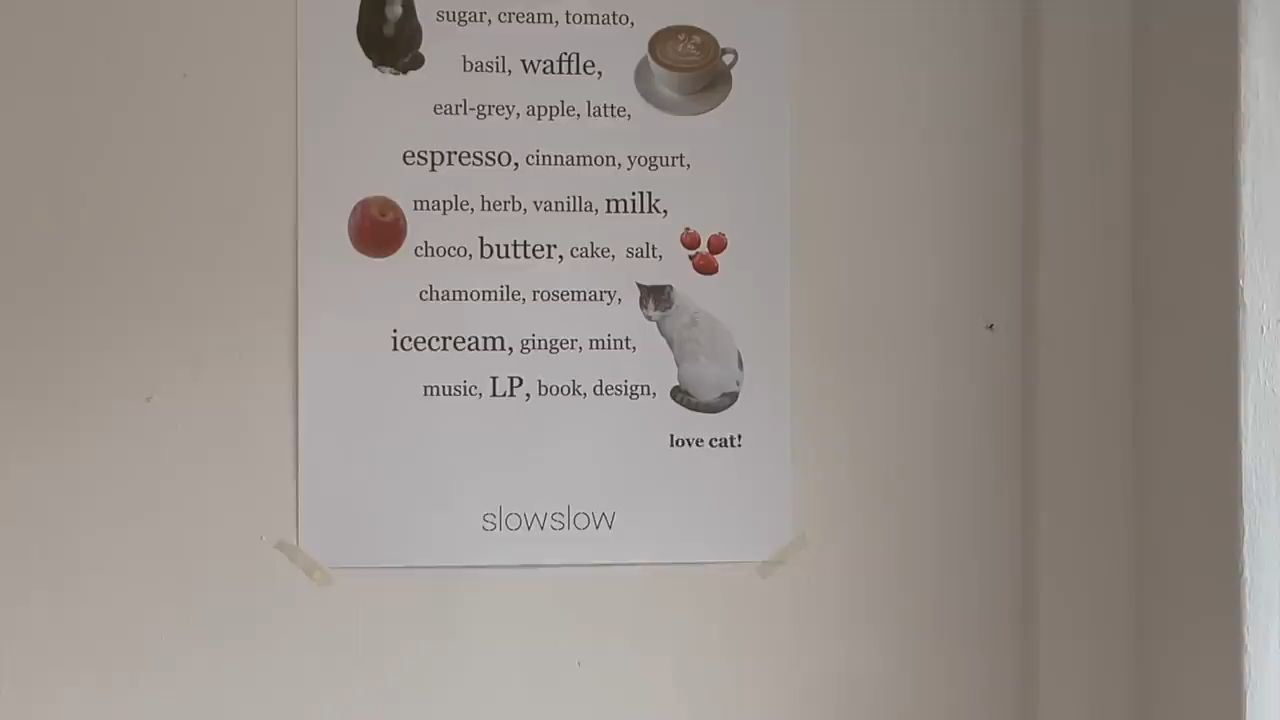 sugar, cream, tomato,
basil, waffle,
earl-grey, apple, latte,
espresso, cinnamon, yogurt,
maple, herb, vanilla, milk,
choco, butter, cake, salt,
chamomile, rosemary,
icecream, ginger, mint,
music, LP, book, design,
love cat!
slowslow